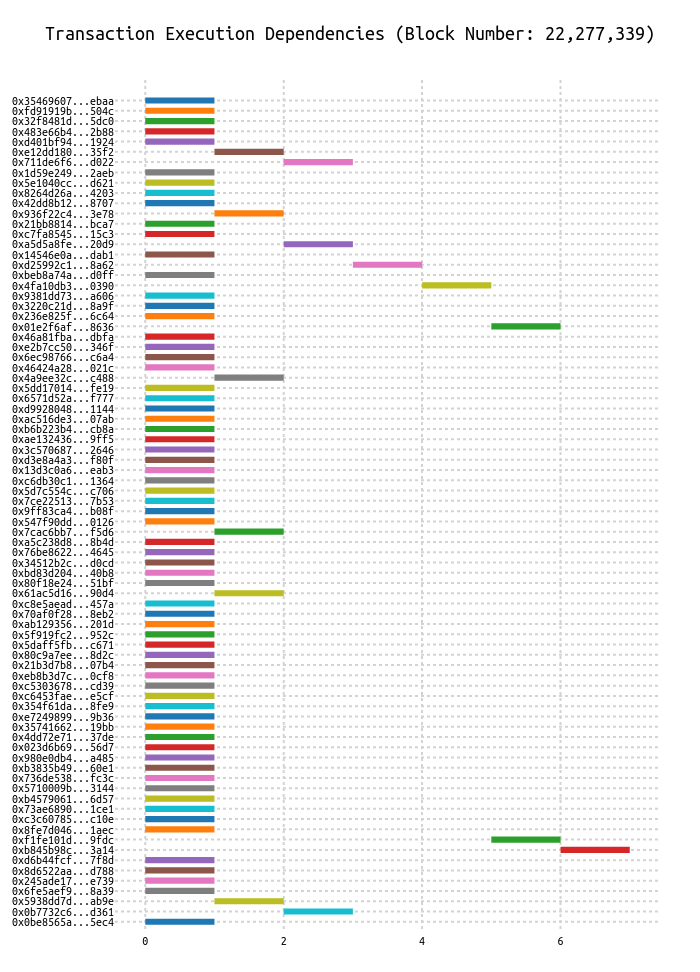 Transaction Execution Dependencies (Block Number: 22,277,339)
0x35469607...ebaa
0xfd91919b...504c
0x32f8481d...5dc0
0x483e66b4...2b88
0xd401bf94...1924
0xe12dd180...35f2
0x711de6f6...d022
0x1d59e249...2aeb
0x5e1040cc...d621
0x8264d26a...4203
0x42dd8b12...8707
0x936f22c4...3e78
0x21bb8814...bca7
0xc7fa8545...15c3
0xa5d5a8fe...20d9
0x14546e0a...dab1
0xd25992c1...8a62
0xbeb8a74a...d0ff
0x4fa10db3...0390
0x9381dd73...a606
0x3220c21d...8a9f
0x236e825f...6c64
0x01e2f6af...8636
0x46a81fba...dbfa
0xe2b7cc50...346f
0x6ec98766...c6a4
0x46424a28...021c
0x4a9ee32c...c488
0x5dd17014...fe19
0x6571d52a...f777
0xd9928048...1144
0xac516de3...07ab
0xb6b223b4...cb8a
0xae132436...9ff5
0x3c570687...2646
0xd3e8a4a3...f80f
0x13d3c0a6...eab3
0xc6db30c1...1364
0x5d7c554c...c706
0x7ce22513...7b53
0x9ff83ca4...b08f
0x547f90dd...0126
0x7cac6bb7...f5d6
0xa5c238d8...8b4d
0x76be8622...4645
0x34512b2c...d0cd
0xbd83d204...40b8
0x80f18e24...51bf
0x61ac5d16...90d4
0xc8e5aead...457a
0x70af0f28...8eb2
0xab129356...201d
0x5f919fc2...952c
0x5daff5fb...c671
0x80c9a7ee...8d2c
0x21b3d7b8...07b4
0xeb8b3d7c...0cf8
0xc5303678...cd39
0xc6453fae...e5cf
0x354f61da...8fe9
0xe7249899...9b36
0x35741662...19bb
0x4dd72e71...37de
0x023d6b69...56d7
0x980e0db4...a485
0xb3835b49...60e1
0x736de538...fc3c
0x5710009b...3144
0xb4579061...6d57
0x73ae6890...1ce1
0xc3c60785...c10e
0x8fe7d046...1aec
0xf1fe101d...9fdc
0xb845b98c...3a14
0xd6b44fcf...7f8d
0x8d6522aa...d788
0x245ade17...e739
0x6fe5aef9...8a39
0x5938dd7d...ab9e
0x0b7732c6...d361
0x0be8565a...5ec4
0 2 4 6